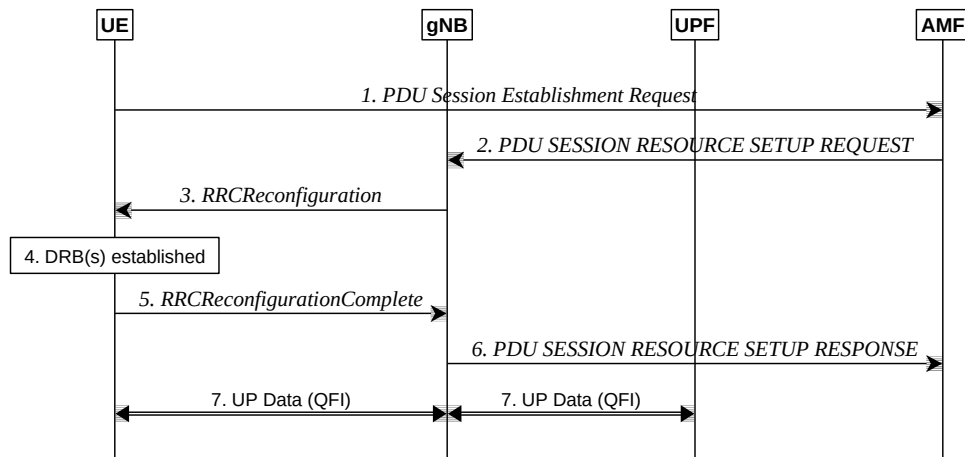 UE
gNB
UPF
AMF
1. PDU Session Establishment Request
2. PDU SESSION RESOURCE SETUP REQUEST
3. RRCReconfiguration
4. DRB(s) established
5. RRCReconfigurationComplete
6. PDU SESSION RESOURCE SETUP RESPONSE
7. UP Data (QFI)
7. UP Data (QFI)